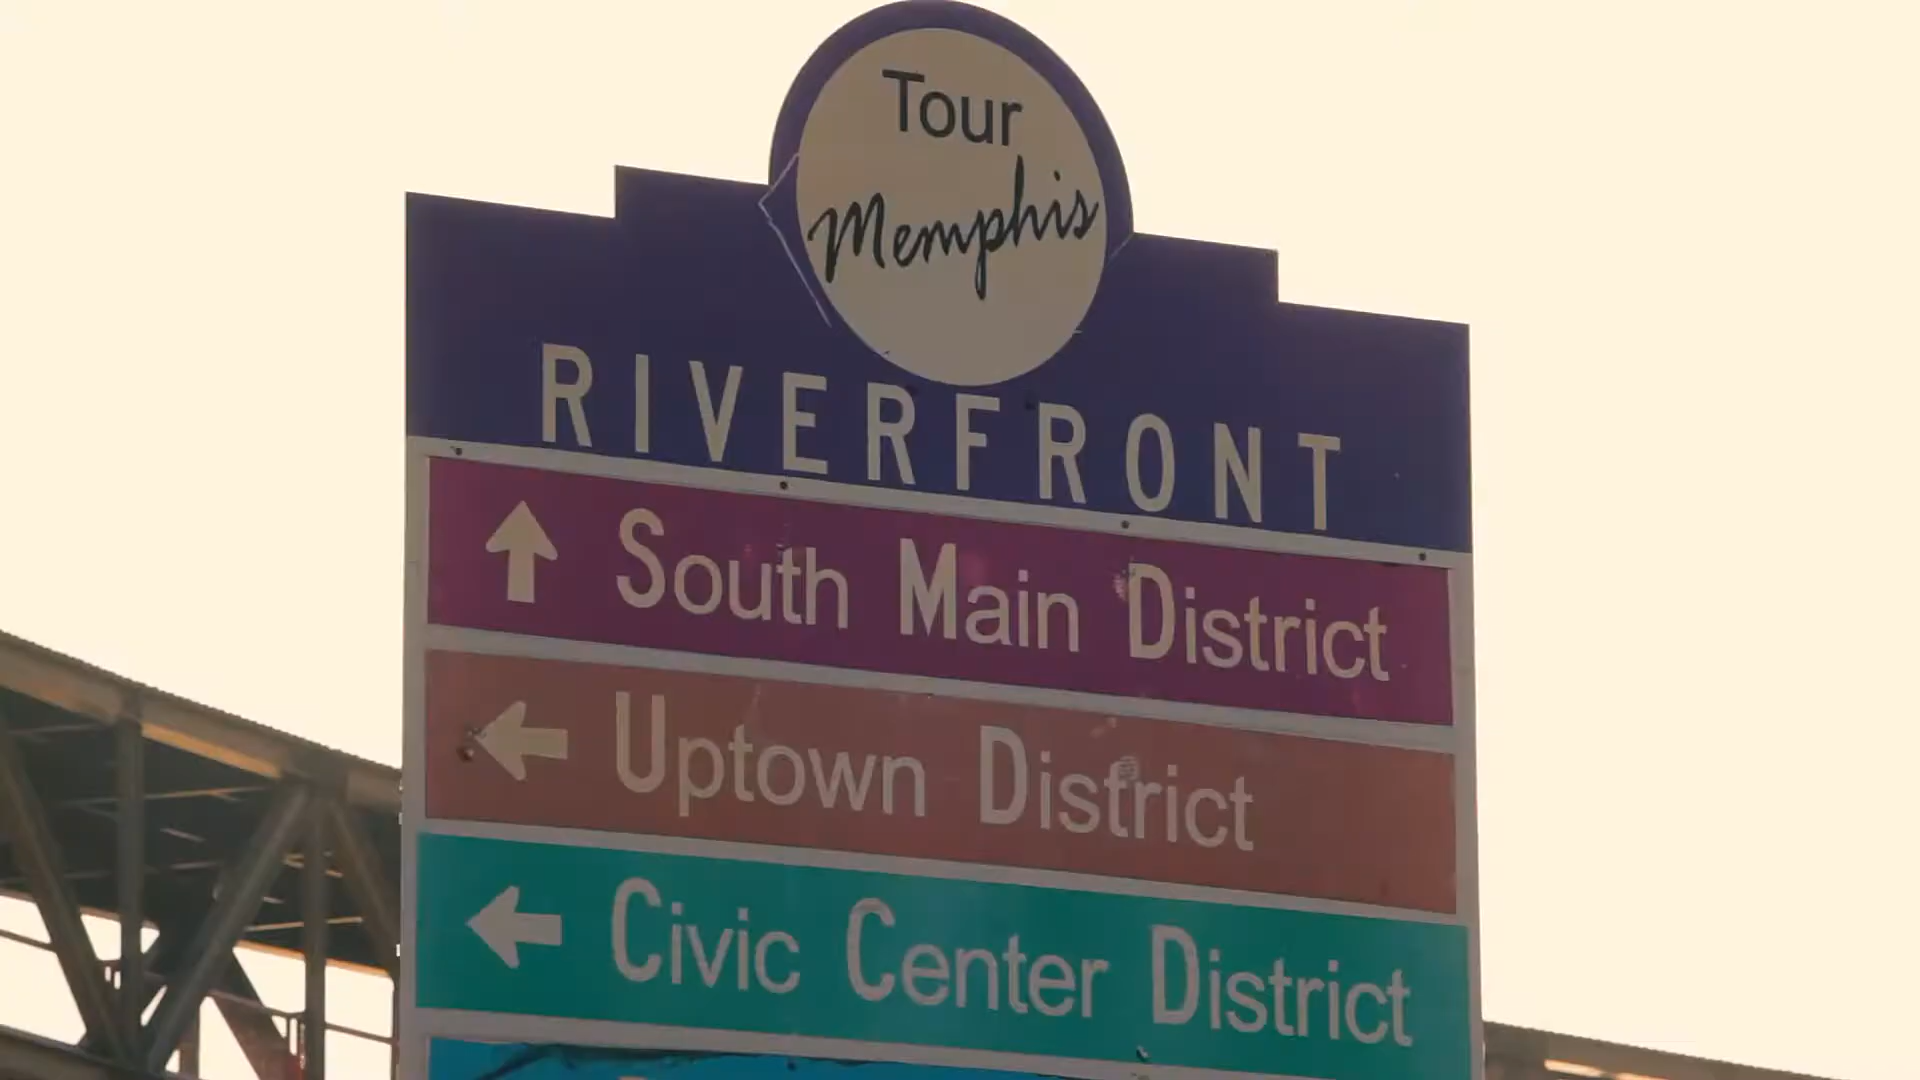 Tour
Memphis
RIVERFRONT
South Main District
Uptown District
Civic Center District